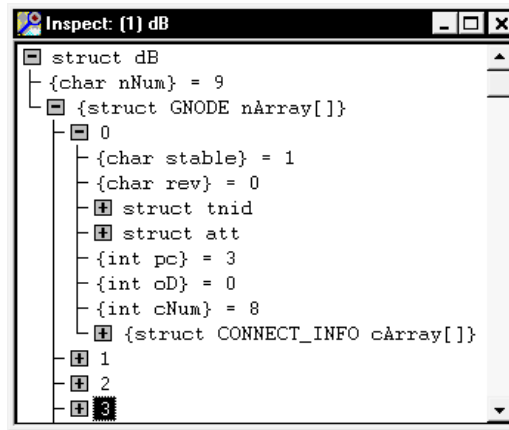 Inspect: (1) dB
struct dB
{char nNum} = 9
{struct GNODE nArray[]}
0
{char stable} = 1
{char rev} = 0
struct tnid
struct att
{int pc} = 3
{int oD} = 0
{int cNum} = 8
{struct CONNECT_INFO cArray[]}
1
2
3